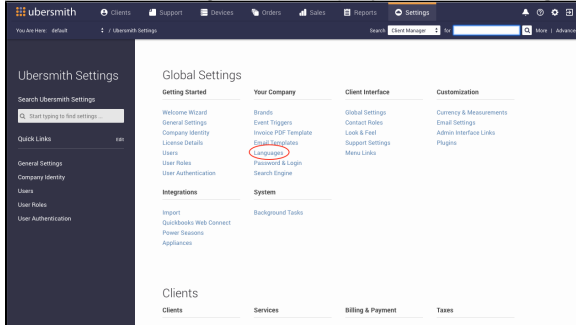 ubersmith Clients Support Devices Orders Sales Reports Settings
You Are Here: default / Ubersmith Settings Search Client Manager for More | Advance
Ubersmith Settings
Search Ubersmith Settings
Start typing to find settings...
Quick Links edit
General Settings
Company Identity
Users
User Roles
User Authentication
Global Settings
Getting Started
Welcome Wizard
General Settings
Company Identity
License Details
Users
User Roles
User Authentication
Your Company
Brands
Event Triggers
Invoice PDF Template
Email Templates
Languages
Password & Login
Search Engine
Client Interface
Global Settings
Contact Roles
Look & Feel
Support Settings
Menu Links
Customization
Currency & Measurements
Email Settings
Admin Interface Links
Plugins
Integrations
Import
Quickbooks Web Connect
Power Seasons
Appliances
System
Background Tasks
Clients
Clients Services Billing & Payment Taxes